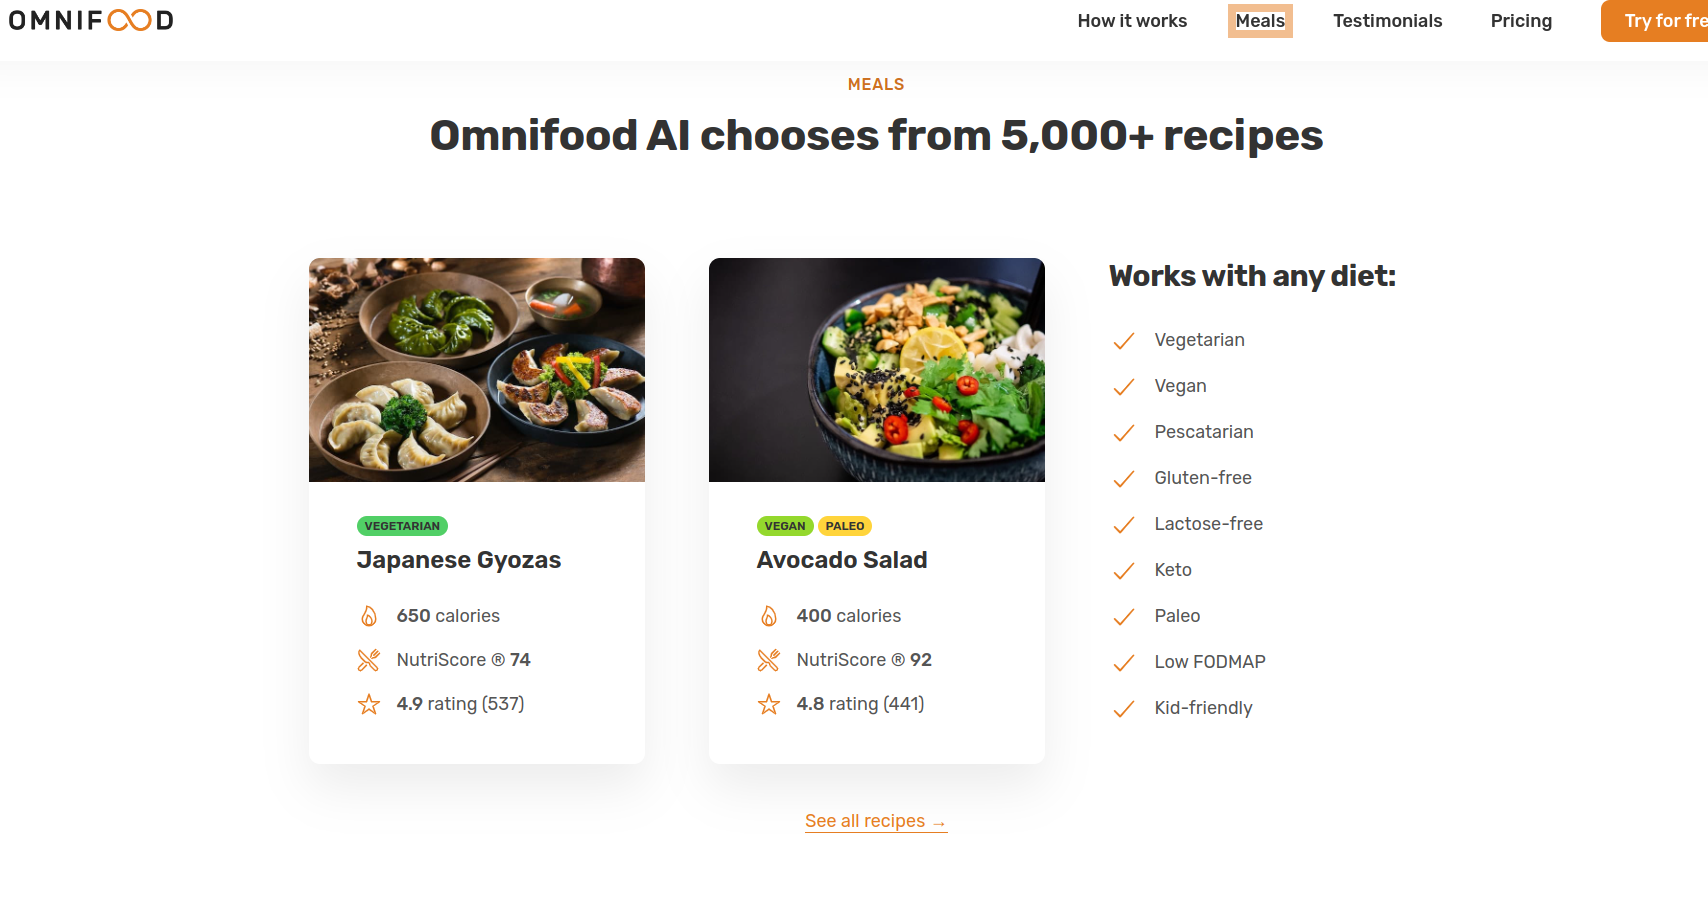 OMNIFOOD
How it works
Meals
Testimonials
Pricing
Try for fre
MEALS
Omnifood AI chooses from 5,000+ recipes
VEGETARIAN
Japanese Gyozas
650 calories
NutriScore ® 74
4.9 rating (537)
VEGAN PALEO
Avocado Salad
400 calories
NutriScore ® 92
4.8 rating (441)
Works with any diet:
Vegetarian
Vegan
Pescatarian
Gluten-free
Lactose-free
Keto
Paleo
Low FODMAP
Kid-friendly
See all recipes →